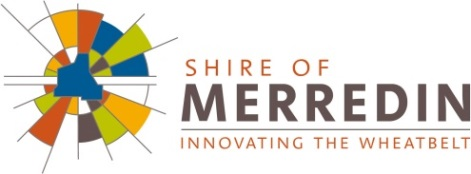 SHIRE OF
MERREDIN
INNOVATING THE WHEATBELT